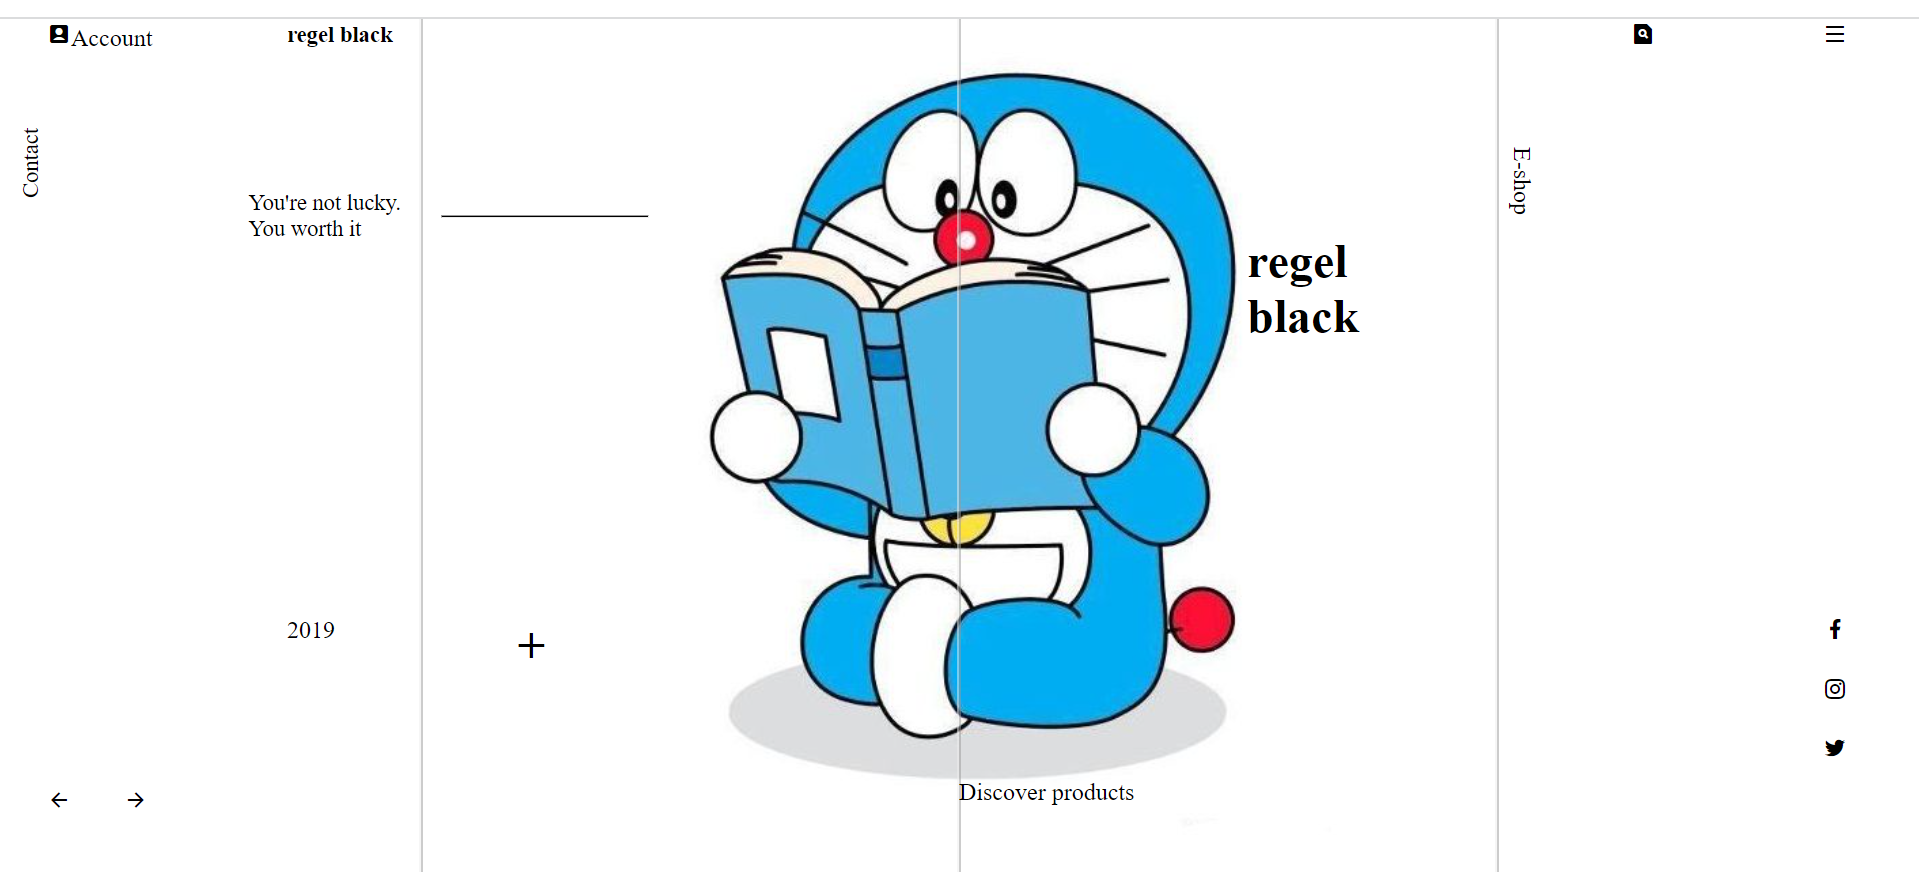 Account
regel black
Contact
You're not lucky.
You worth it
E-shop
regel
black
2019
Discover products